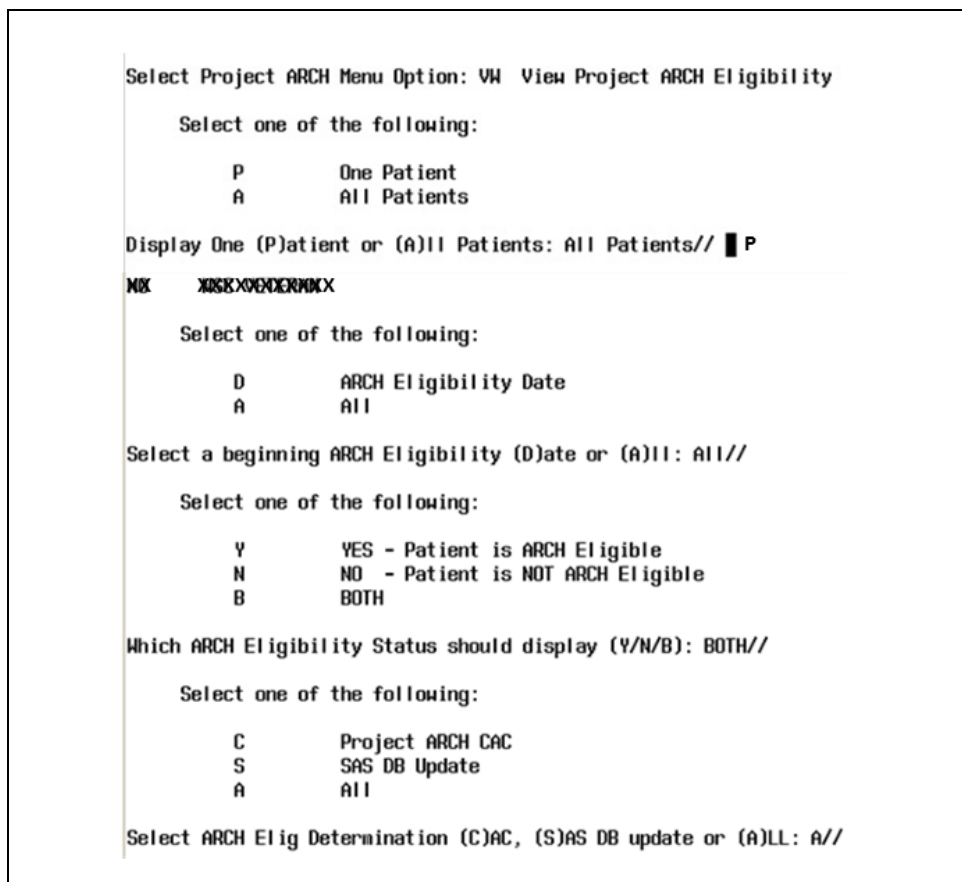 Select Project ARCH Menu Option: VW View Project ARCH Eligibility
Select one of the following:
P One Patient
A All Patients
Display One (P)atient or (A)ll Patients: All Patients// P
Select one of the following:
D ARCH Eligibility Date
A All
Select a beginning ARCH Eligibility (D)ate or (A)ll: All//
Select one of the following:
Y YES - Patient is ARCH Eligible
N NO - Patient is NOT ARCH Eligible
B BOTH
Which ARCH Eligibility Status should display (Y/N/B): BOTH//
Select one of the following:
C Project ARCH CAC
S SAS DB Update
A All
Select ARCH Elig Determination (C)AC, (S)AS DB update or (A)LL: A//